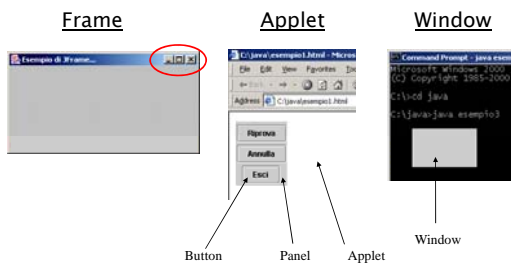 Frame
Applet
Window
Esempio di JFrame...
C:\java\esempio1.html - Micros
File Edit View Favorites Too
Address C:\java\esempio1.html
Riprova
Annulla
Esci
Command Prompt - java esem
Microsoft Windows 2000
(C) Copyright 1985-2000
C:\>cd java
C:\java>java esempio3
Window
Button
Panel
Applet